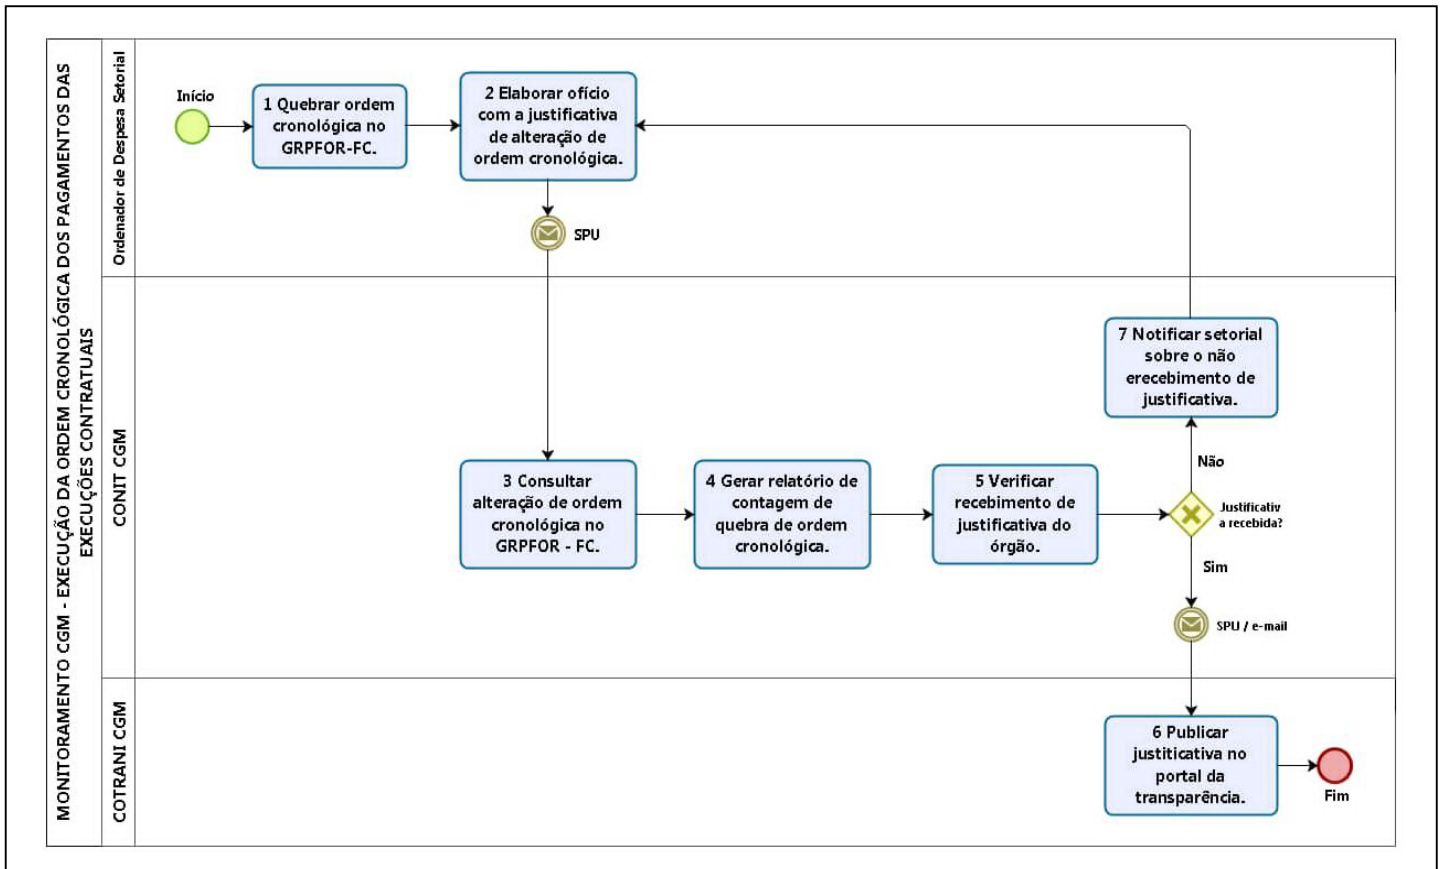 MONITORAMENTO CGM - EXECUÇÃO DA ORDEM CRONOLÓGICA DOS PAGAMENTOS DAS
EXECUÇÕES CONTRATUAIS
Ordenador de Despesa Setorial
Início
1 Quebrar ordem
cronológica no
GRPFOR-FC.
2 Elaborar ofício
com a justificativa
de alteração de
ordem cronológica.
SPU
CONIT CGM
3 Consultar
alteração de ordem
cronológica no
GRPFOR - FC.
4 Gerar relatório de
contagem de
quebra de ordem
cronológica.
5 Verificar
recebimento de
justificativa do
órgão.
Justificativ
a recebida?
Não
7 Notificar setorial
sobre o não
erecebimento de
justificativa.
Sim
SPU / e-mail
COTRANI CGM
6 Publicar
justiticativa no
portal da
transparência.
Fim